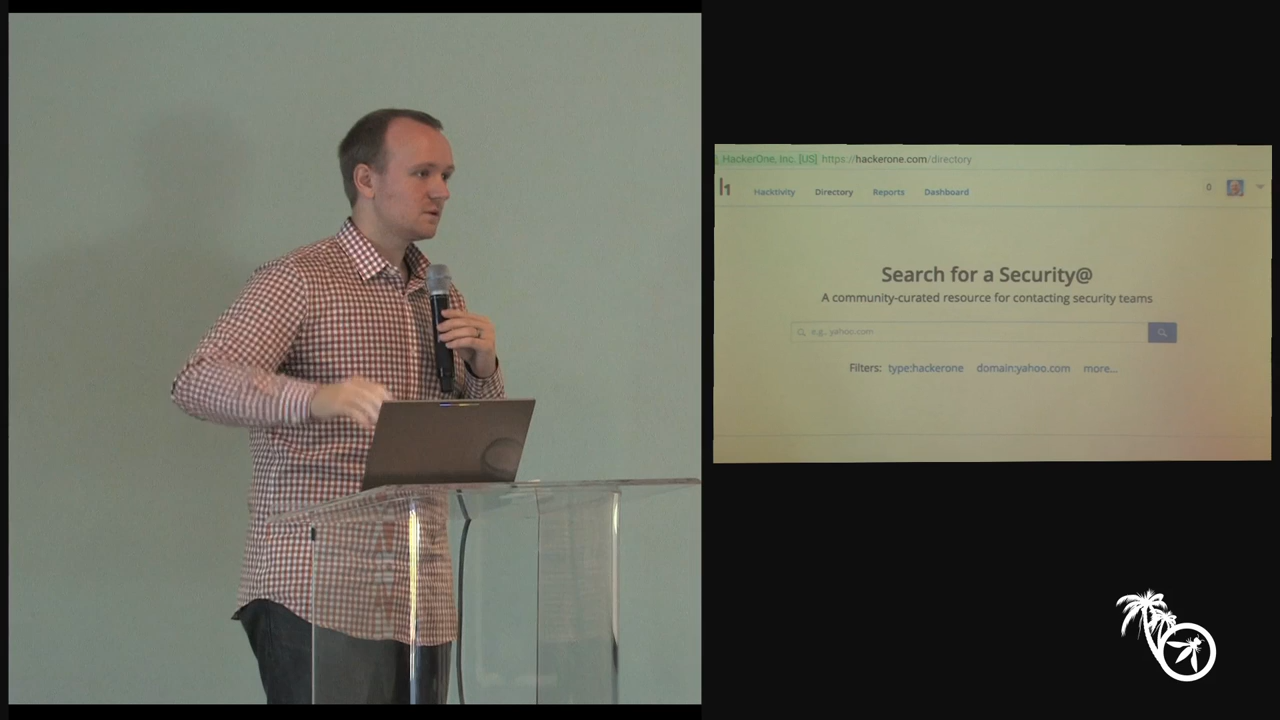 HackerOne, Inc. [US] https://hackerone.com/directory
h1 Hacktivity Directory Reports Dashboard 0
Search for a Security@
A community-curated resource for contacting security teams
e.g., yahoo.com
Filters: type:hackerone domain:yahoo.com more...